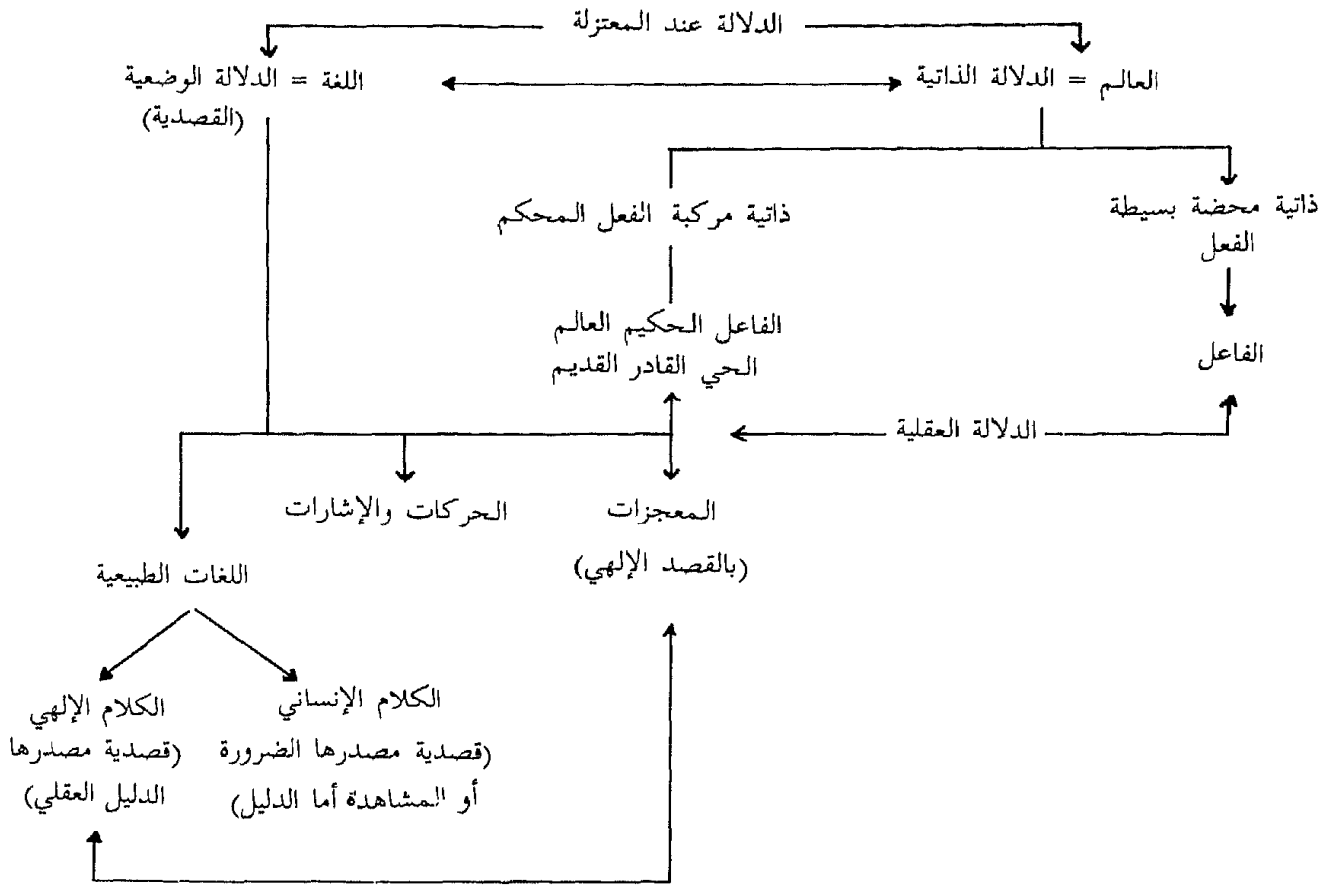 الدلالة عند المعتزلة
العالم = الدلالة الذاتية
اللغة = الدلالة الوضعية
(القصدية)
ذاتية محضة بسيطة
الفعل
ذاتية مركبة الفعل المحكم
الفاعل الحكيم العالم
الحي القادر القديم
الفاعل
الدلالة العقلية
المعجزات
(بالقصد الإلهي)
الحركات والإشارات
اللغات الطبيعية
الكلام الإنساني
(قصدية مصدرها الضرورة
أو المشاهدة أما الدليل)
الكلام الإلهي
(قصدية مصدرها
الدليل العقلي)